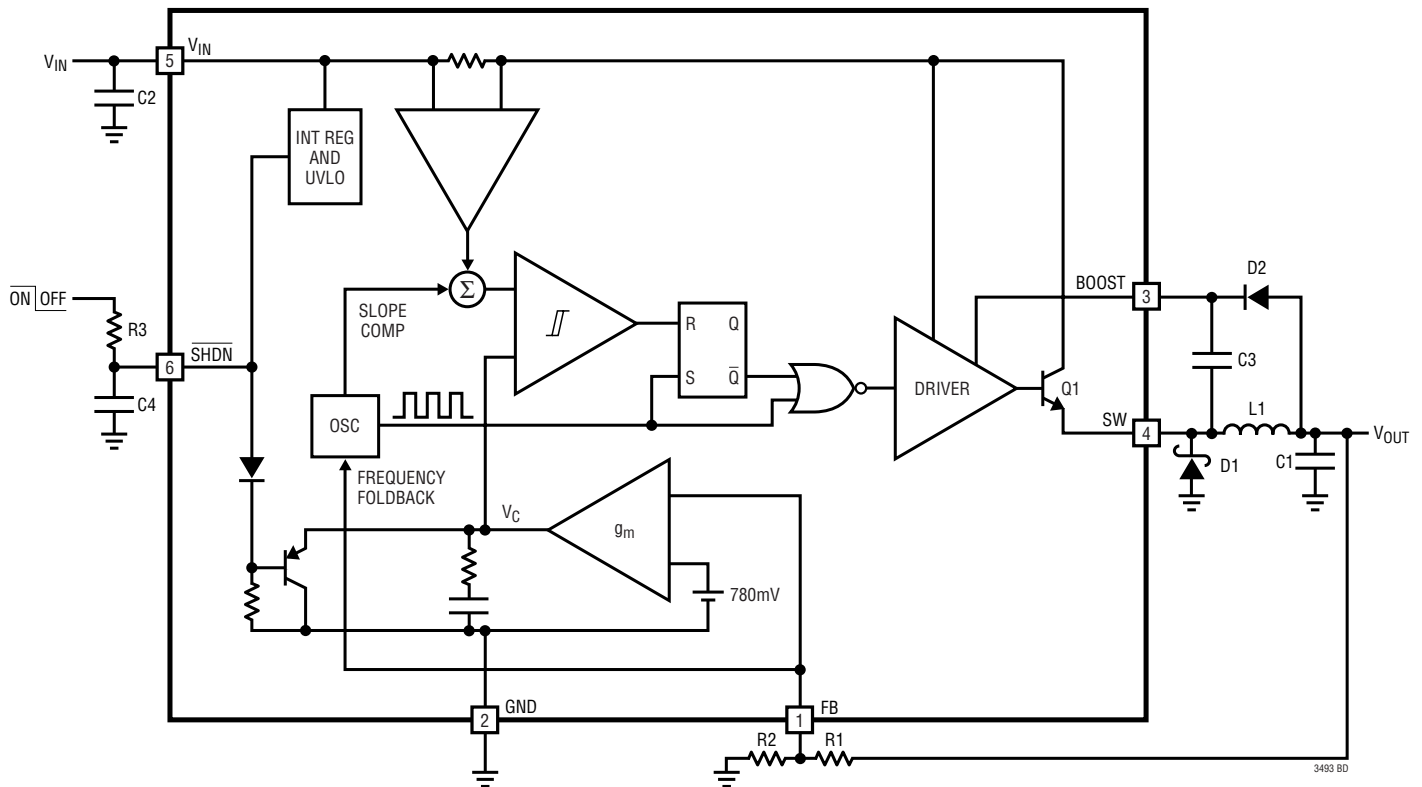 V_IN
5
V_IN
C2
INT REG
AND
UVLO
ON OFF
R3
6
SHDN
C4
SLOPE
COMP
Σ
R Q
S Q̅
OSC
FREQUENCY
FOLDBACK
V_C
g_m
780mV
DRIVER
Q1
BOOST
3
D2
C3
SW
4
L1
V_OUT
D1
C1
2
GND
1
FB
R2
R1
3493 BD